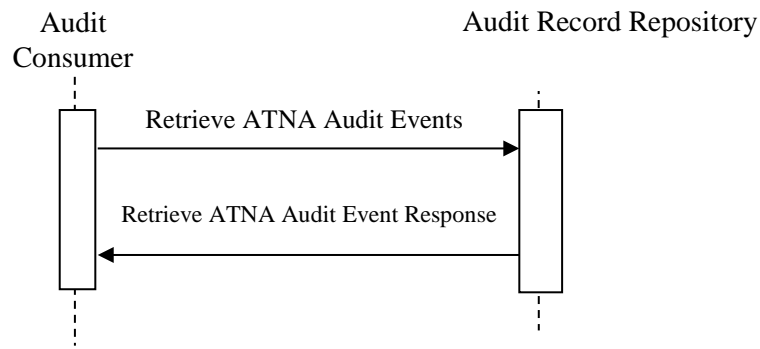 Audit
Consumer
Audit Record Repository
Retrieve ATNA Audit Events
Retrieve ATNA Audit Event Response